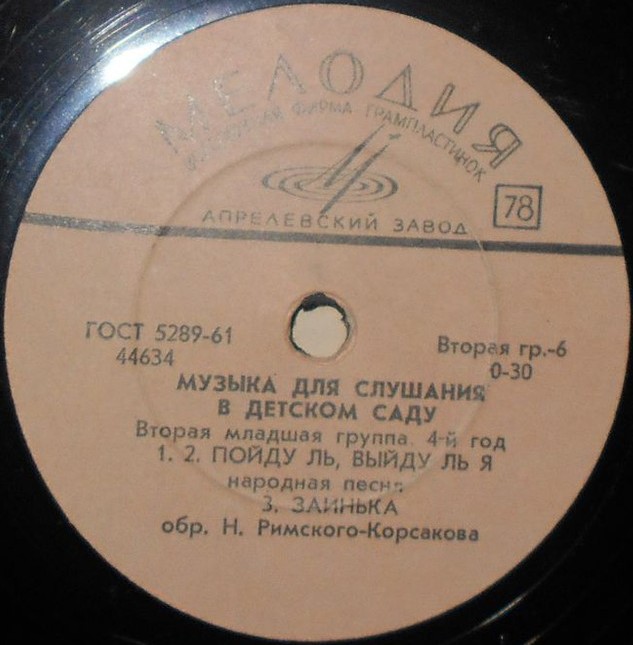 МЕЛОДИЯ
ВСЕСОЮЗНАЯ ФИРМА ГРАМПЛАСТИНОК
АПРЕЛЕВСКИЙ ЗАВОД
78
ГОСТ 5289-61
44634
Вторая гр.-6
0-30
МУЗЫКА ДЛЯ СЛУШАНИЯ
В ДЕТСКОМ САДУ
Вторая младшая группа. 4-й год
1. 2. ПОЙДУ ЛЬ, ВЫЙДУ ЛЬ Я
народная песня
3. ЗАИНЬКА
обр. Н. Римского-Корсакова